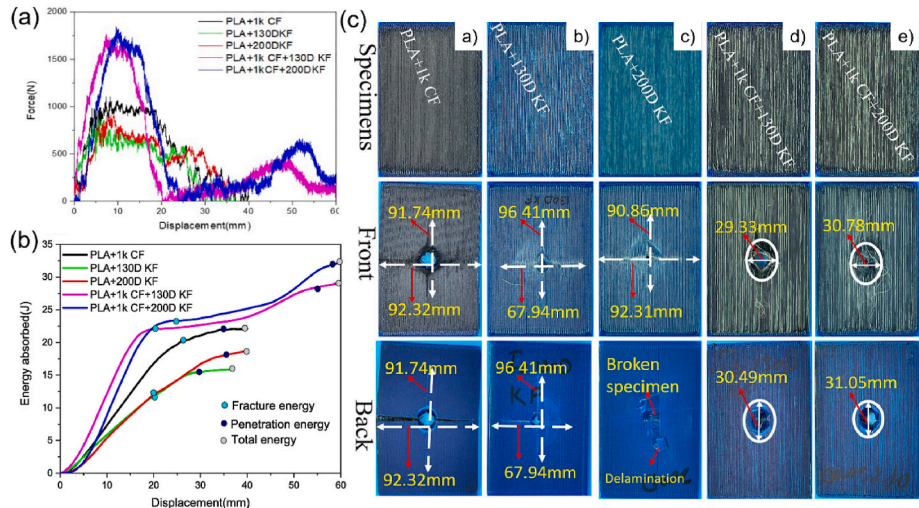 (a)
PLA+1k CF
PLA+130DKF
PLA+200DKF
PLA+1k CF+130D KF
PLA+1kCF+200DKF
2000
1500
1000
500
0
Force(N)
0 10 20 30 40 50 60
Displacement(mm)
(b)
40
35
30
25
20
15
10
5
0
Energy absorbed(J)
PLA+1k CF
PLA+130D KF
PLA+200D KF
PLA+1k CF+130D KF
PLA+1k CF+200D KF
Fracture energy
Penetration energy
Total energy
0 10 20 30 40 50 60
Displacement(mm)
(c)
Specimens
a)
PLA+1k CF
b)
PLA+130D KF
c)
PLA+200D KF
d)
PLA+1k CF+130D KF
e)
PLA+1k CF+200D KF
Front
91.74mm
92.32mm
96 41mm
67.94mm
90.86mm
92.31mm
29.33mm
30.78mm
Back
91.74mm
92.32mm
96 41mm
67.94mm
Broken
specimen
Delamination
30.49mm
31.05mm